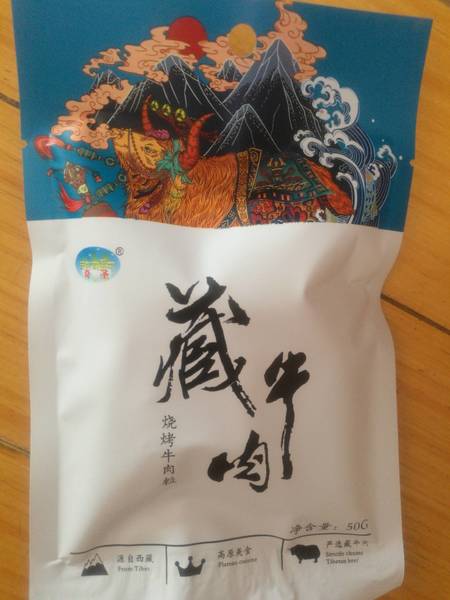 藏牛肉
烧烤牛肉粒
净含量：50G
源自西藏
From Tibet
高原美食
Plateau cuisine
严选藏牛肉
Strictly chosen
Tibetan beef
®